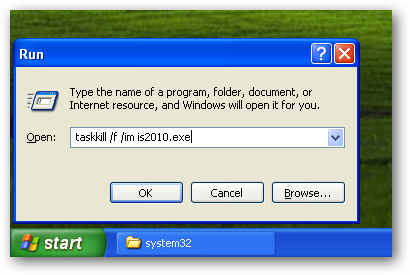 Run
Type the name of a program, folder, document, or
Internet resource, and Windows will open it for you.
Open: taskkill /f /im is2010.exe
OK Cancel Browse...
start system32